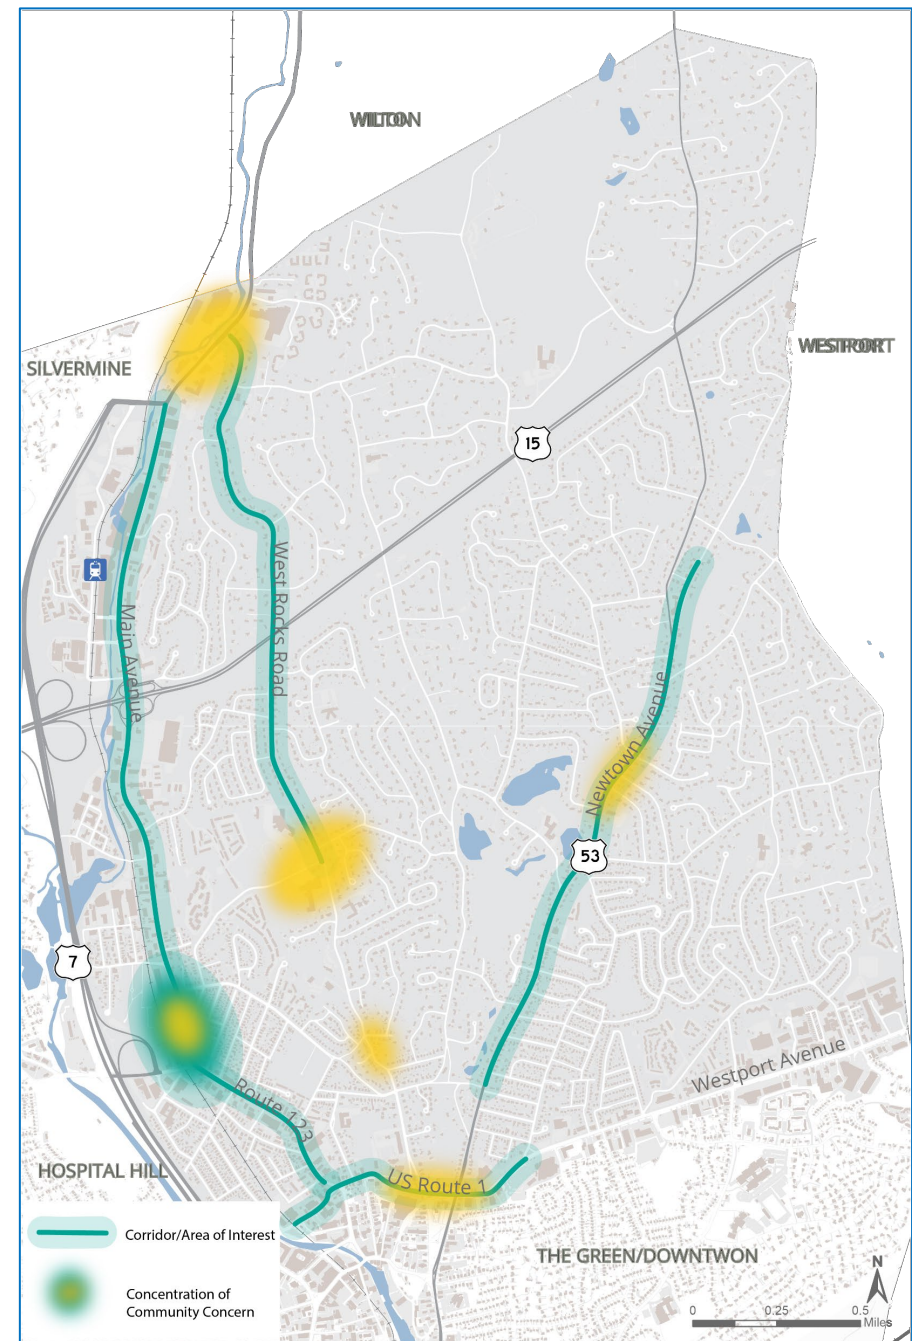 WILTON
SILVERMINE
WESTPORT
15
Main Avenue
West Rocks Road
Newtown Avenue
53
7
Westport Avenue
Route 123
HOSPITAL HILL
US Route 1
THE GREEN/DOWNTWON
Corridor/Area of Interest
Concentration of
Community Concern
N
0 0.25 0.5
Miles